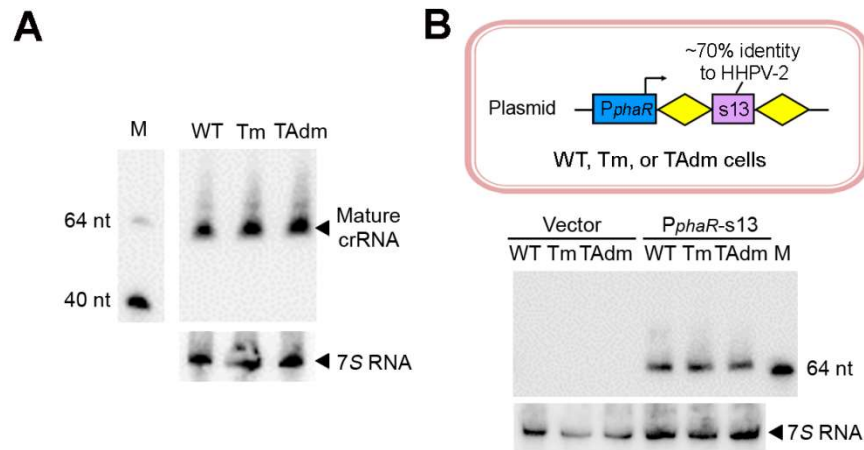 A
M
WT Tm TAdm
64 nt
Mature
crRNA
40 nt
7S RNA
B
~70% identity
to HHPV-2
Plasmid
PphaR
s13
WT, Tm, or TAdm cells
Vector
PphaR-s13
WT Tm TAdm WT Tm TAdm M
64 nt
7S RNA